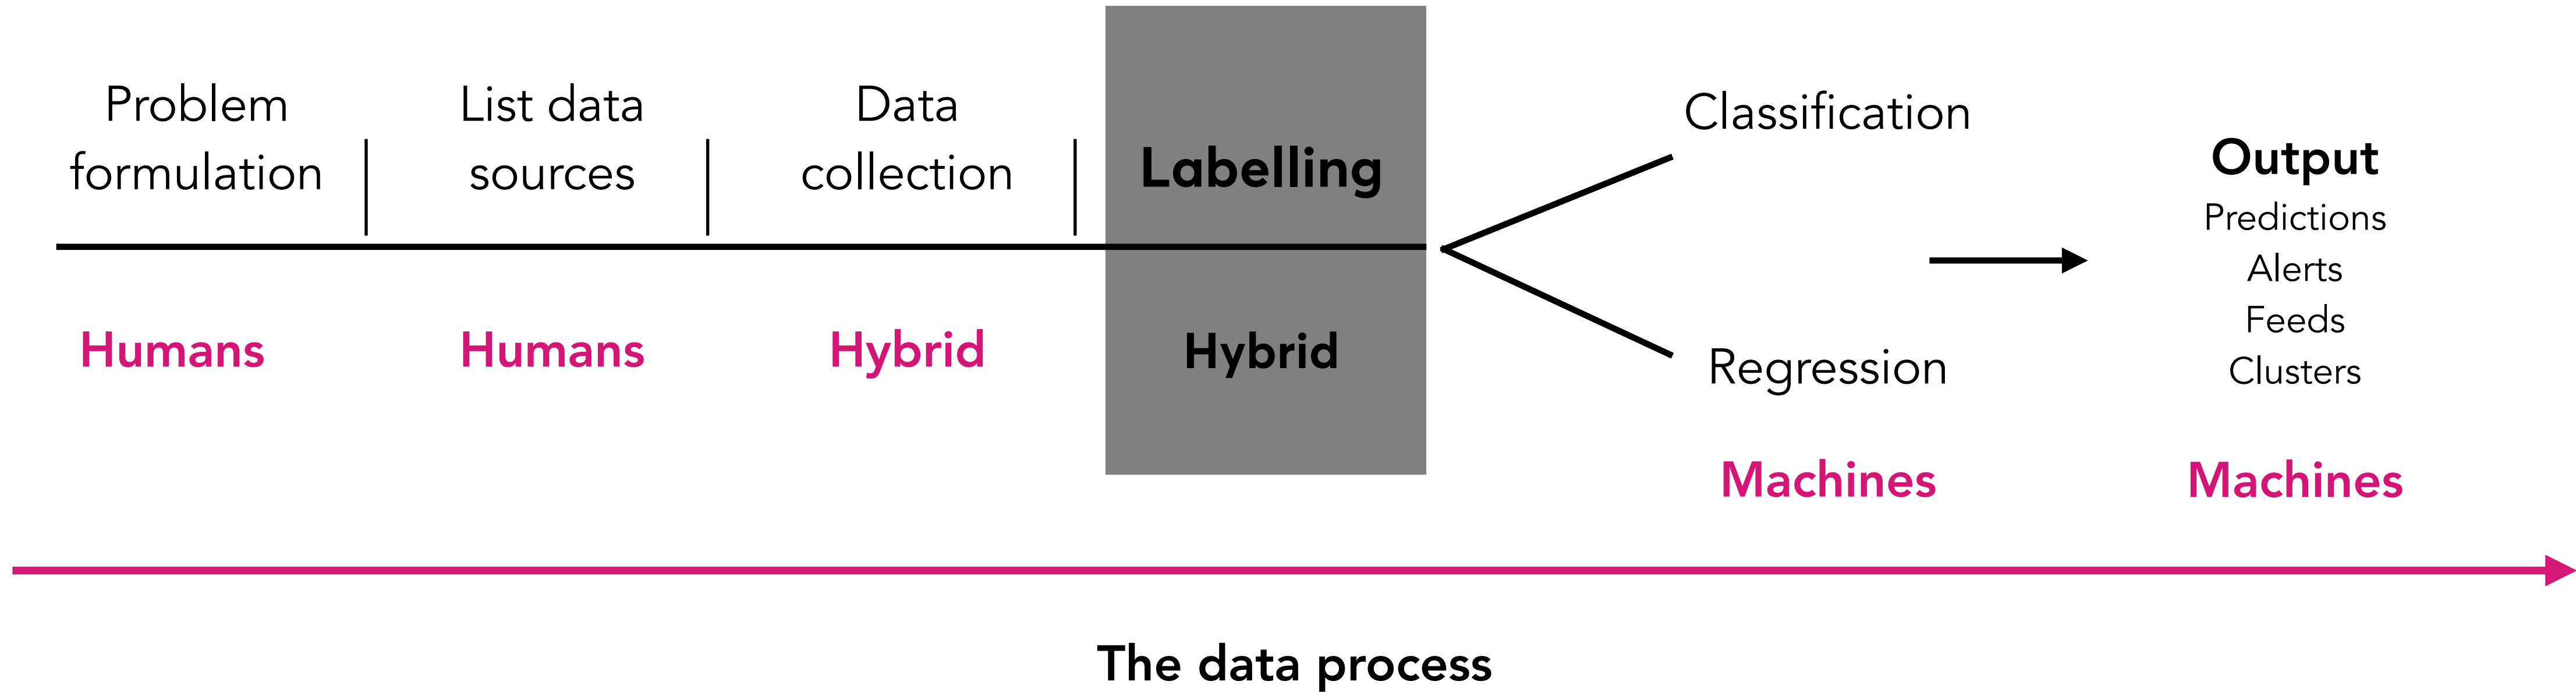 Problem
formulation
List data
sources
Data
collection
Labelling
Classification
Regression
Output
Predictions
Alerts
Feeds
Clusters
Humans
Humans
Hybrid
Hybrid
Machines
Machines
The data process